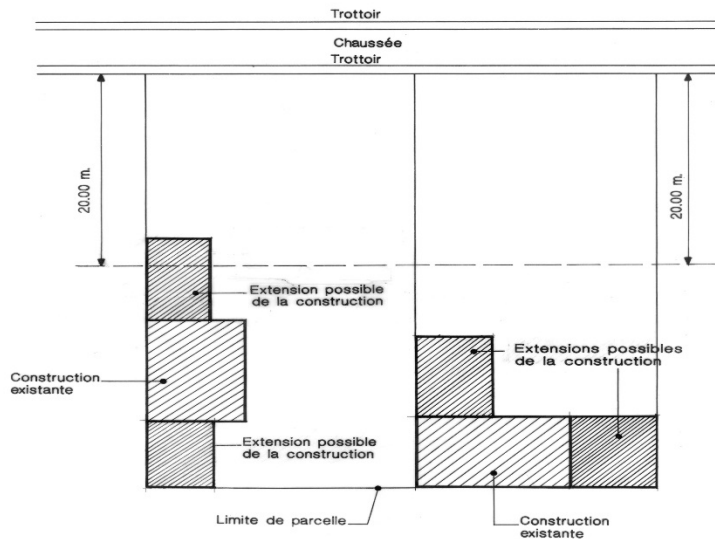 Trottoir
Chaussée
Trottoir
20.00 m.
20.00 m.
Extension possible
de la construction
Extensions possibles
de la construction
Construction
existante
Extension possible
de la construction
Limite de parcelle
Construction
existante